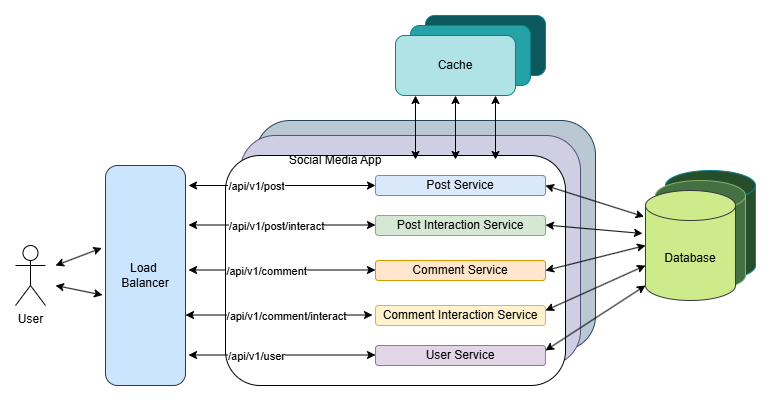 Cache
Social Media App
/api/v1/post
Post Service
/api/v1/post/interact
Post Interaction Service
Load
Balancer
/api/v1/comment
Comment Service
Database
User
/api/v1/comment/interact
Comment Interaction Service
/api/v1/user
User Service